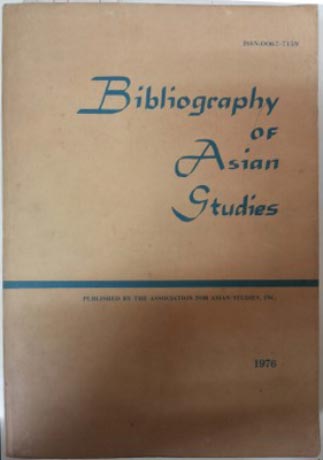 ISSN:0067-7159
Bibliography
OF
Asian
Studies
PUBLISHED BY THE ASSOCIATION FOR ASIAN STUDIES, INC.
1976